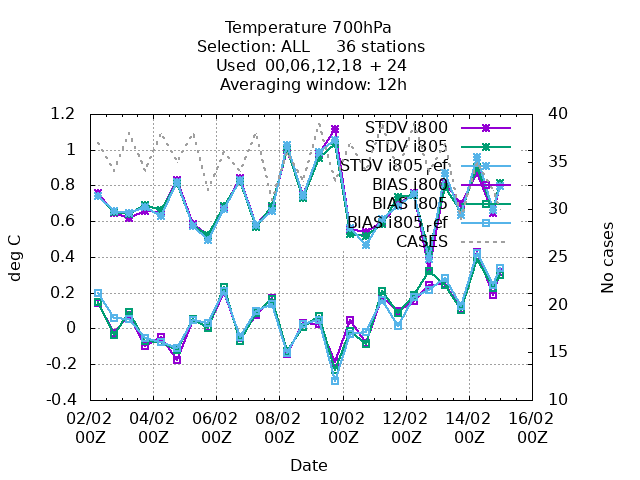 Temperature 700hPa
Selection: ALL 36 stations
Used 00,06,12,18 + 24
Averaging window: 12h
STDV i800
STDV i805
STDV i805ref
BIAS i800
BIAS i805
BIAS i805ref
CASES
1.2
1
0.8
0.6
0.4
0.2
0
-0.2
-0.4
deg C
40
35
30
25
20
15
10
No cases
02/02 04/02 06/02 08/02 10/02 12/02 14/02 16/02
00Z 00Z 00Z 00Z 00Z 00Z 00Z 00Z
Date